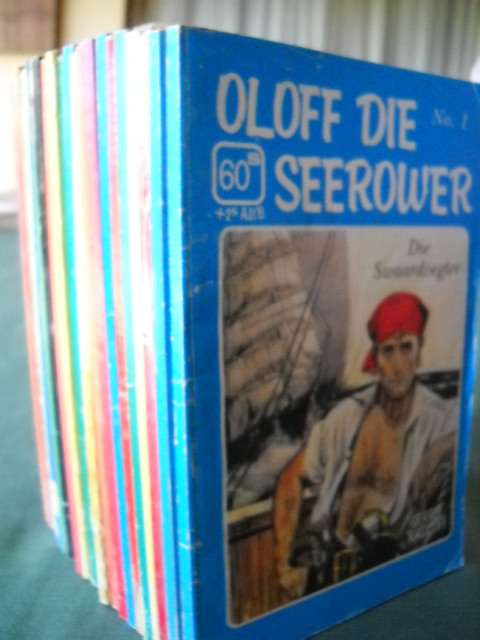 OLOFF DIE
No. 1
60c
SEEROWER
Die
Swaardvegter